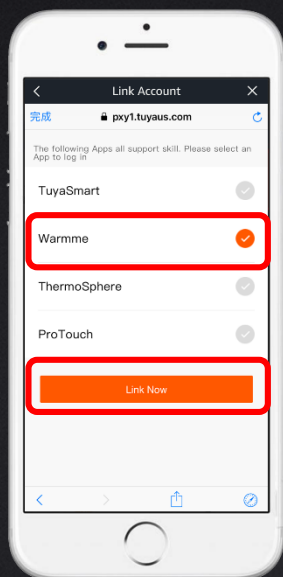 Link Account
完成
pxy1.tuyaus.com
The following Apps all support skill. Please select an
App to log in
TuyaSmart
Warmme
ThermoSphere
ProTouch
Link Now